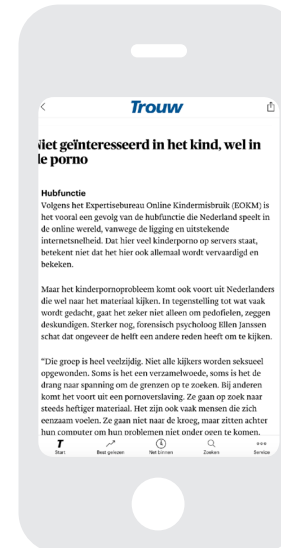 Trouw
Niet geïnteresseerd in het kind, wel in
de porno
Hubfunctie
Volgens het Expertisebureau Online Kindermisbruik (EOKM) is
het vooral een gevolg van de hubfunctie die Nederland speelt in
de online wereld, vanwege de ligging en uitstekende
internetsnelheid. Dat hier veel kinderporno op servers staat,
betekent niet dat het hier ook allemaal wordt vervaardigd en
bekeken.
Maar het kinderpornoprobleem komt ook voort uit Nederlanders
die wel naar het materiaal kijken. In tegenstelling tot wat vaak
wordt gedacht, gaat het zeker niet alleen om pedofielen, zeggen
deskundigen. Sterker nog, forensisch psycholoog Ellen Janssen
schat dat ongeveer de helft een andere reden heeft om te kijken.
“Die groep is heel veelzijdig. Niet alle kijkers worden seksueel
opgewonden. Soms is het een verzamelwoede, soms is het de
drang naar spanning om de grenzen op te zoeken. Bij anderen
komt het voort uit een pornoverslaving. Ze gaan op zoek naar
steeds heftiger materiaal. Het zijn ook vaak mensen die zich
eenzaam voelen. Ze gaan niet naar de kroeg, maar zitten achter
hun computer om hun problemen niet onder ogen te komen.
T
Start
Best gelezen
Net binnen
Zoeken
Service